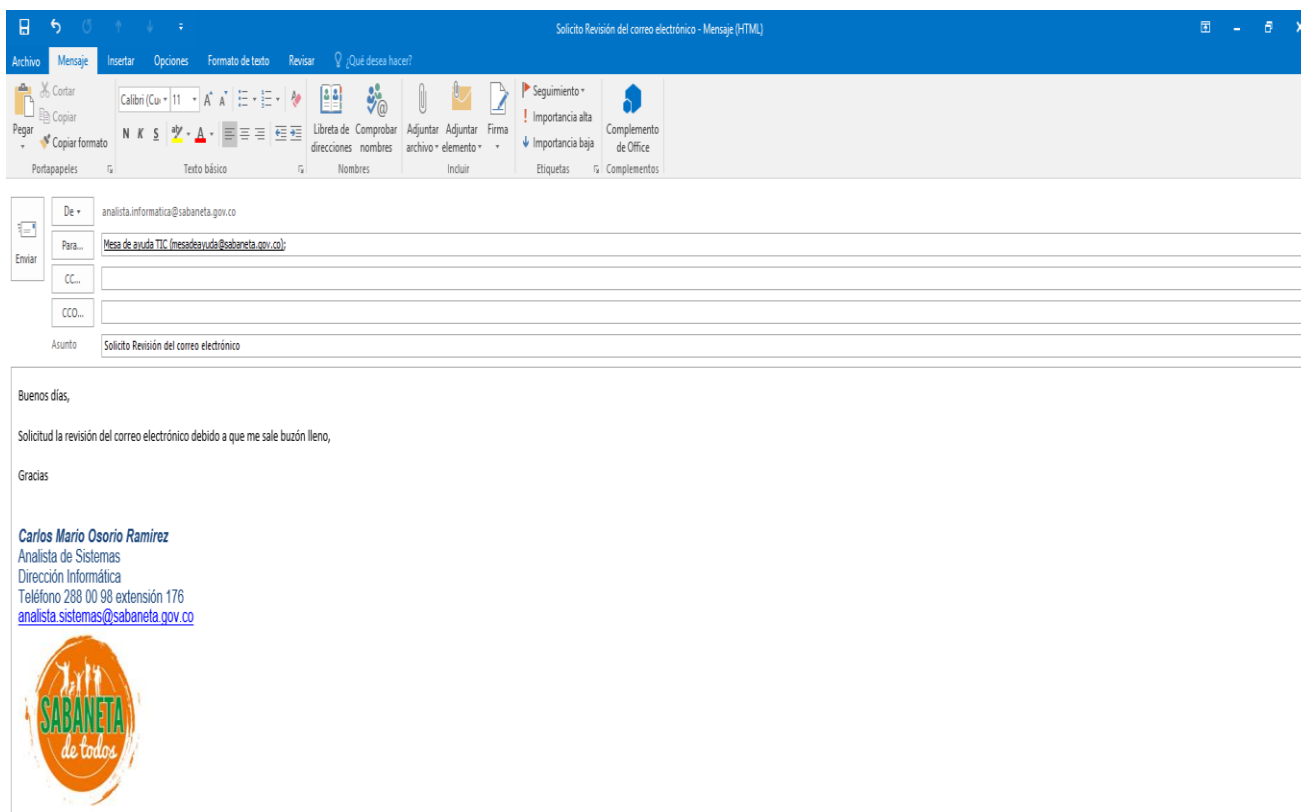 Solicito Revisión del correo electrónico - Mensaje (HTML)
Archivo Mensaje Insertar Opciones Formato de texto Revisar ¿Qué desea hacer?
Pegar
Cortar
Copiar
Copiar formato
Portapapeles
Calibri (Cu 11
N K S
Texto básico
Libreta de direcciones
Comprobar nombres
Nombres
Adjuntar archivo
Adjuntar elemento
Firma
Incluir
Seguimiento
Importancia alta
Importancia baja
Etiquetas
Complemento de Office
Complementos
Enviar
De analista.informatica@sabaneta.gov.co
Para... Mesa de ayuda TIC (mesadeayuda@sabaneta.gov.co);
CC...
CCO...
Asunto Solicito Revisión del correo electrónico
Buenos días,
Solicitud la revisión del correo electrónico debido a que me sale buzón lleno,
Gracias
Carlos Mario Osorio Ramirez
Analista de Sistemas
Dirección Informática
Teléfono 288 00 98 extensión 176
analista.sistemas@sabaneta.gov.co
SABANETA
de todos